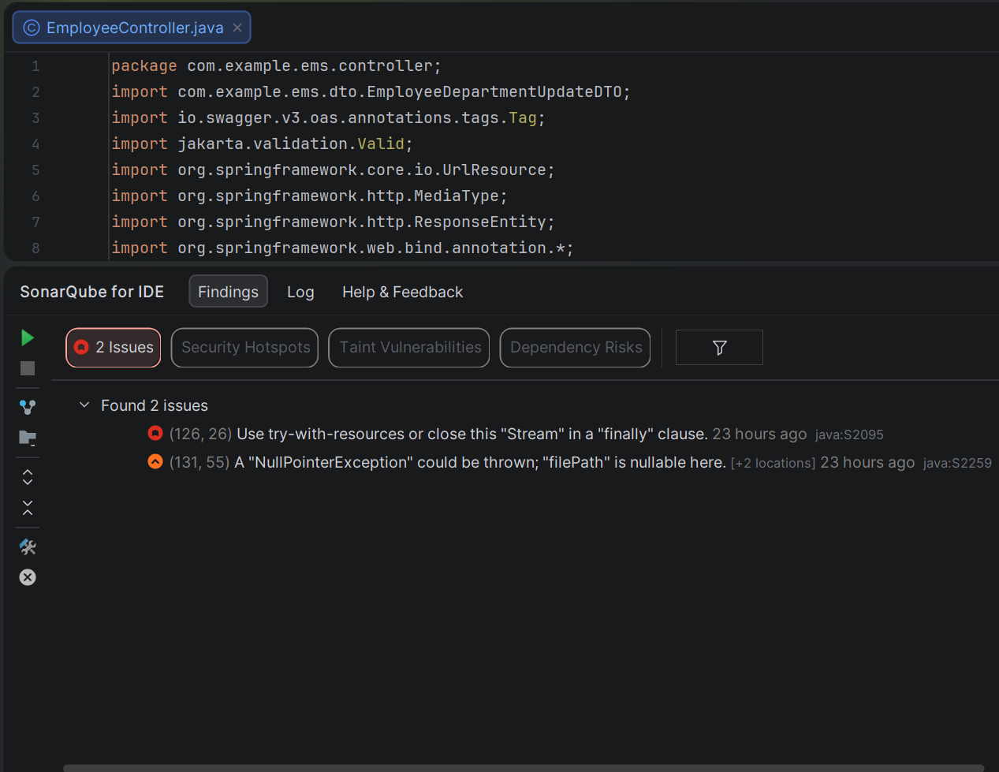 EmployeeController.java
1 package com.example.ems.controller;
2 import com.example.ems.dto.EmployeeDepartmentUpdateDTO;
3 import io.swagger.v3.oas.annotations.tags.Tag;
4 import jakarta.validation.Valid;
5 import org.springframework.core.io.UrlResource;
6 import org.springframework.http.MediaType;
7 import org.springframework.http.ResponseEntity;
8 import org.springframework.web.bind.annotation.*;
SonarQube for IDE Findings Log Help & Feedback
2 Issues Security Hotspots Taint Vulnerabilities Dependency Risks
Found 2 issues
(126, 26) Use try-with-resources or close this "Stream" in a "finally" clause. 23 hours ago java:S2095
(131, 55) A "NullPointerException" could be thrown; "filePath" is nullable here. [+2 locations] 23 hours ago java:S2259